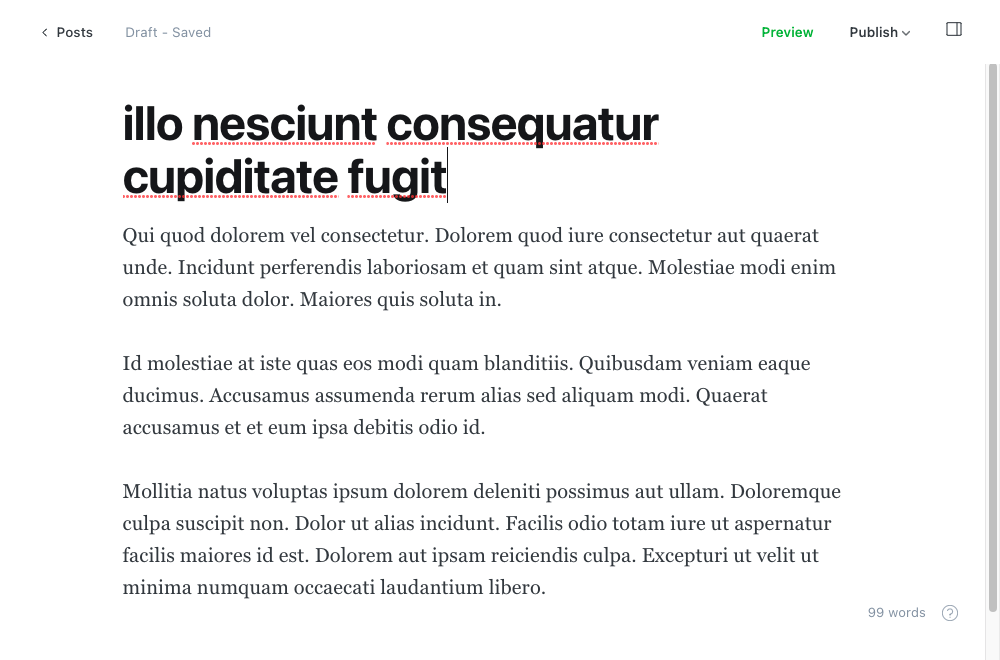 Posts
Draft - Saved
Preview
Publish
illo nesciunt consequatur
cupiditate fugit
Qui quod dolorem vel consectetur. Dolorem quod iure consectetur aut quaerat
unde. Incidunt perferendis laboriosam et quam sint atque. Molestiae modi enim
omnis soluta dolor. Maiores quis soluta in.
Id molestiae at iste quas eos modi quam blanditiis. Quibusdam veniam eaque
ducimus. Accusamus assumenda rerum alias sed aliquam modi. Quaerat
accusamus et et eum ipsa debitis odio id.
Mollitia natus voluptas ipsum dolorem deleniti possimus aut ullam. Doloremque
culpa suscipit non. Dolor ut alias incidunt. Facilis odio totam iure ut aspernatur
facilis maiores id est. Dolorem aut ipsam reiciendis culpa. Excepturi ut velit ut
minima numquam occaecati laudantium libero.
99 words
?